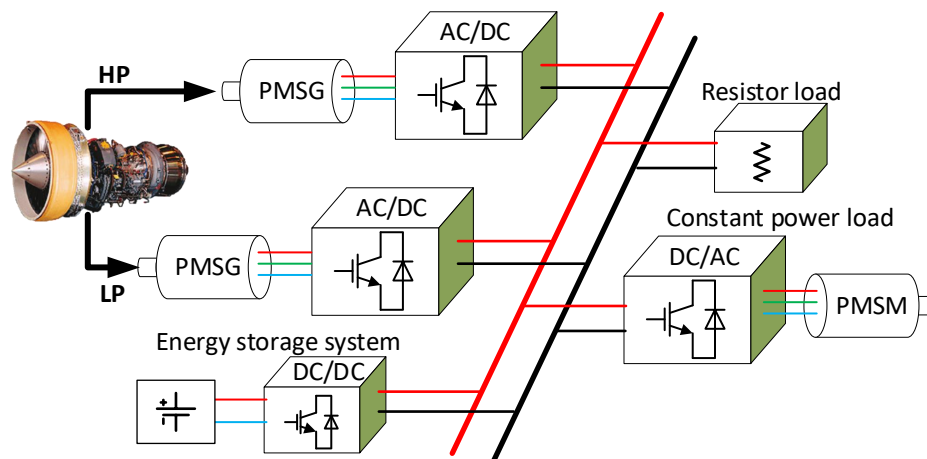 AC/DC
HP
PMSG
Resistor load
AC/DC
Constant power load
PMSG
DC/AC
LP
PMSM
Energy storage system
DC/DC